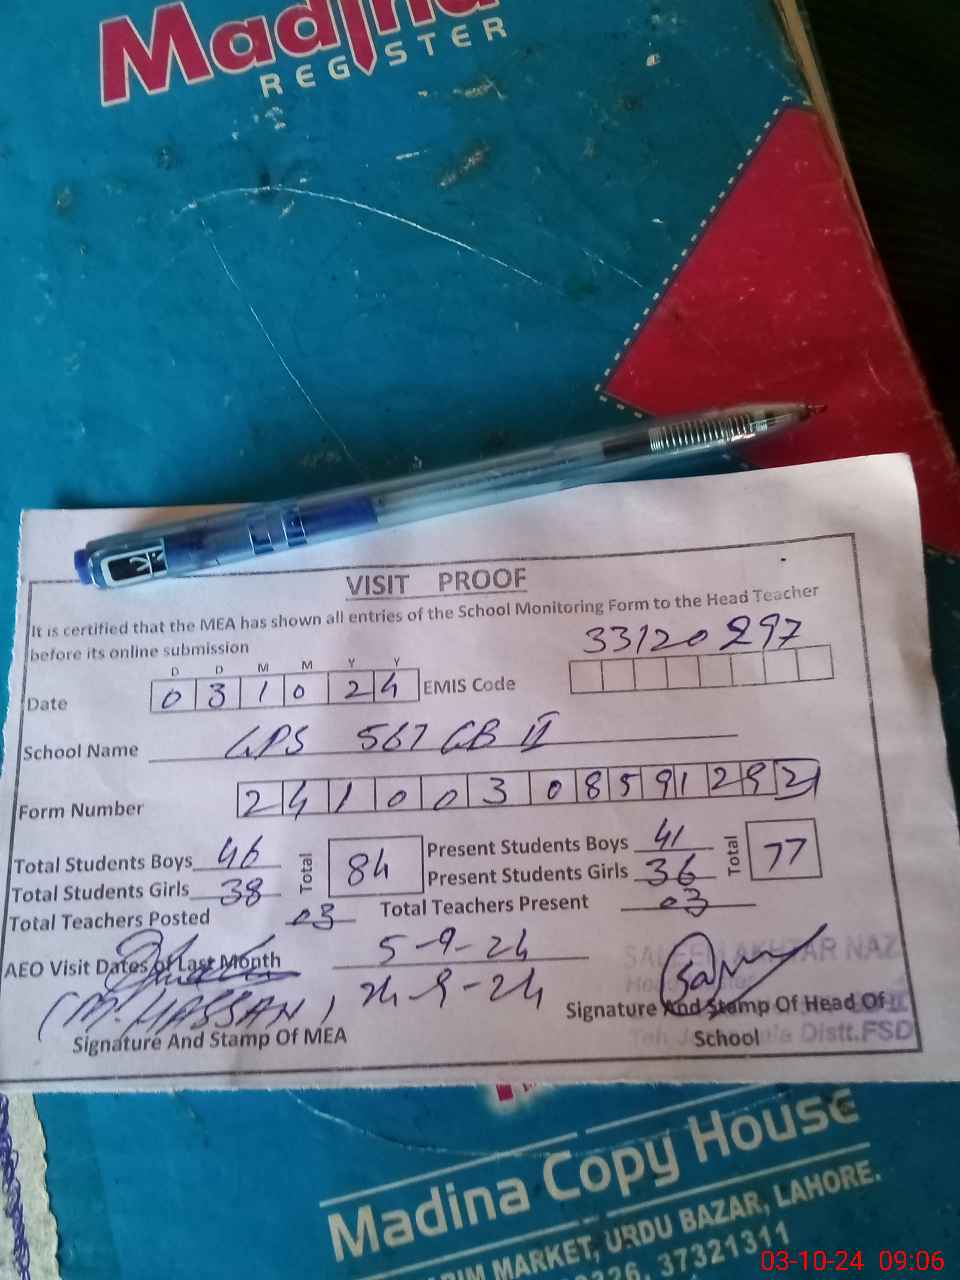 Madina
REGISTER
VISIT PROOF
It is certified that the MEA has shown all entries of the School Monitoring Form to the Head Teacher
before its online submission
33120297
D D M M Y Y
Date 0 3 1 0 2 4 EMIS Code
School Name GPS 567 GB II
Form Number 2 4 1 0 0 3 0 8 5 9 1 2
Total Students Boys 46 Total 84 Present Students Boys 41 Total 77
Total Students Girls 38 Present Students Girls 36
Total Teachers Posted 03 Total Teachers Present 03
AEO Visit Dates of Last Month 5-9-24
(M. HASSAN) 24-9-24
Signature And Stamp Of MEA
AKHTAR NAZ
Signature And Stamp Of Head Of
School
Distt.FSD
Madina Copy House
MARKET, URDU BAZAR, LAHORE.
37321311
03-10-24 09:06